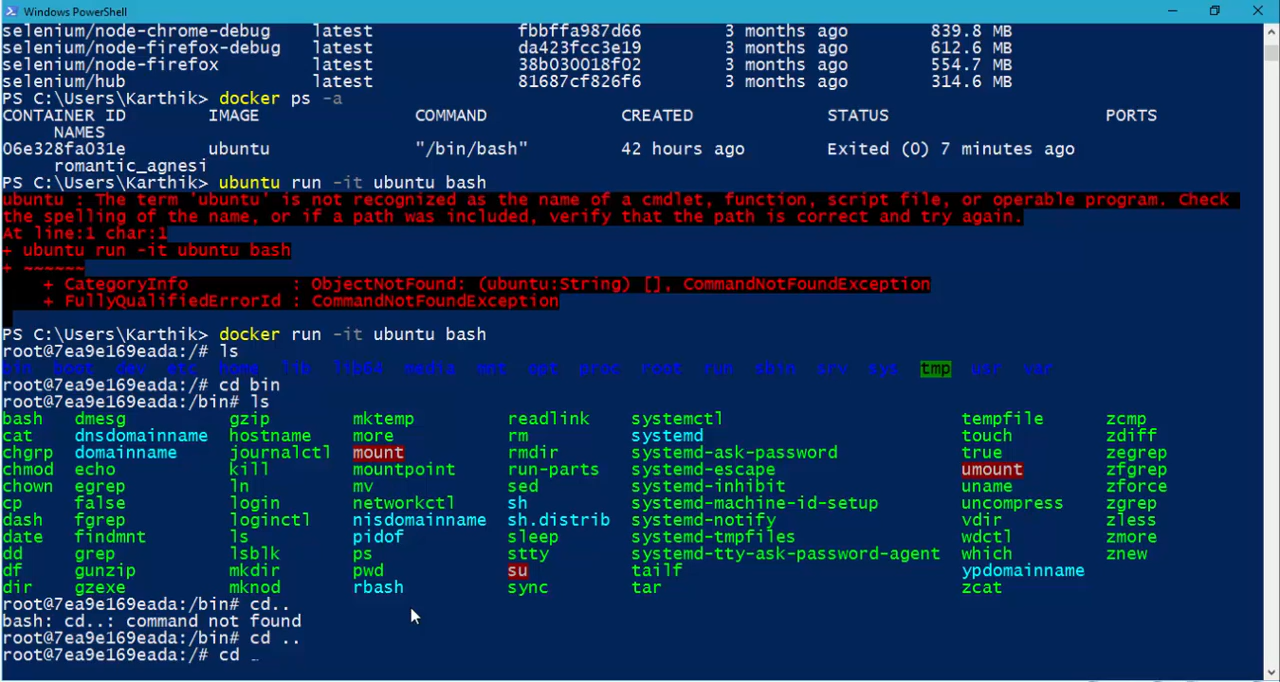 Windows PowerShell
selenium/node-chrome-debug latest fbbffa987d66 3 months ago 839.8 MB
selenium/node-firefox-debug latest da423fcc3e19 3 months ago 612.6 MB
selenium/node-firefox latest 38b030018f02 3 months ago 554.7 MB
selenium/hub latest 81687cf826f6 3 months ago 314.6 MB
PS C:\Users\Karthik> docker ps -a
CONTAINER ID IMAGE COMMAND CREATED STATUS PORTS
NAMES
06e328fa031e ubuntu "/bin/bash" 42 hours ago Exited (0) 7 minutes ago
romantic_agnesi
PS C:\Users\Karthik> ubuntu run -it ubuntu bash
ubuntu : The term 'ubuntu' is not recognized as the name of a cmdlet, function, script file, or operable program. Check
the spelling of the name, or if a path was included, verify that the path is correct and try again.
At line:1 char:1
+ ubuntu run -it ubuntu bash
+ ~~~~~~
+ CategoryInfo : ObjectNotFound: (ubuntu:String) [], CommandNotFoundException
+ FullyQualifiedErrorId : CommandNotFoundException
PS C:\Users\Karthik> docker run -it ubuntu bash
root@7ea9e169eada:/# ls
bin boot dev etc home lib lib64 media mnt opt proc root run sbin srv sys tmp usr var
root@7ea9e169eada:/# cd bin
root@7ea9e169eada:/bin# ls
bash dmesg gzip mktemp readlink systemctl tempfile zcmp
cat dnsdomainname hostname more rm systemd touch zdiff
chgrp domainname journalctl mount rmdir systemd-ask-password true zegrep
chmod echo kill mountpoint run-parts systemd-escape umount zfgrep
chown egrep ln mv sed systemd-inhibit uname zforce
cp false login networkctl sh systemd-machine-id-setup uncompress zgrep
dash fgrep loginctl nisdomainname sh.distrib systemd-notify vdir zless
date findmnt ls pidof sleep systemd-tmpfiles wdctl zmore
dd grep lsblk ps stty systemd-tty-ask-password-agent which znew
df gunzip mkdir pwd su tailf ypdomainname
dir gzexe mknod rbash sync tar zcat
root@7ea9e169eada:/bin# cd..
bash: cd..: command not found
root@7ea9e169eada:/bin# cd ..
root@7ea9e169eada:/# cd _